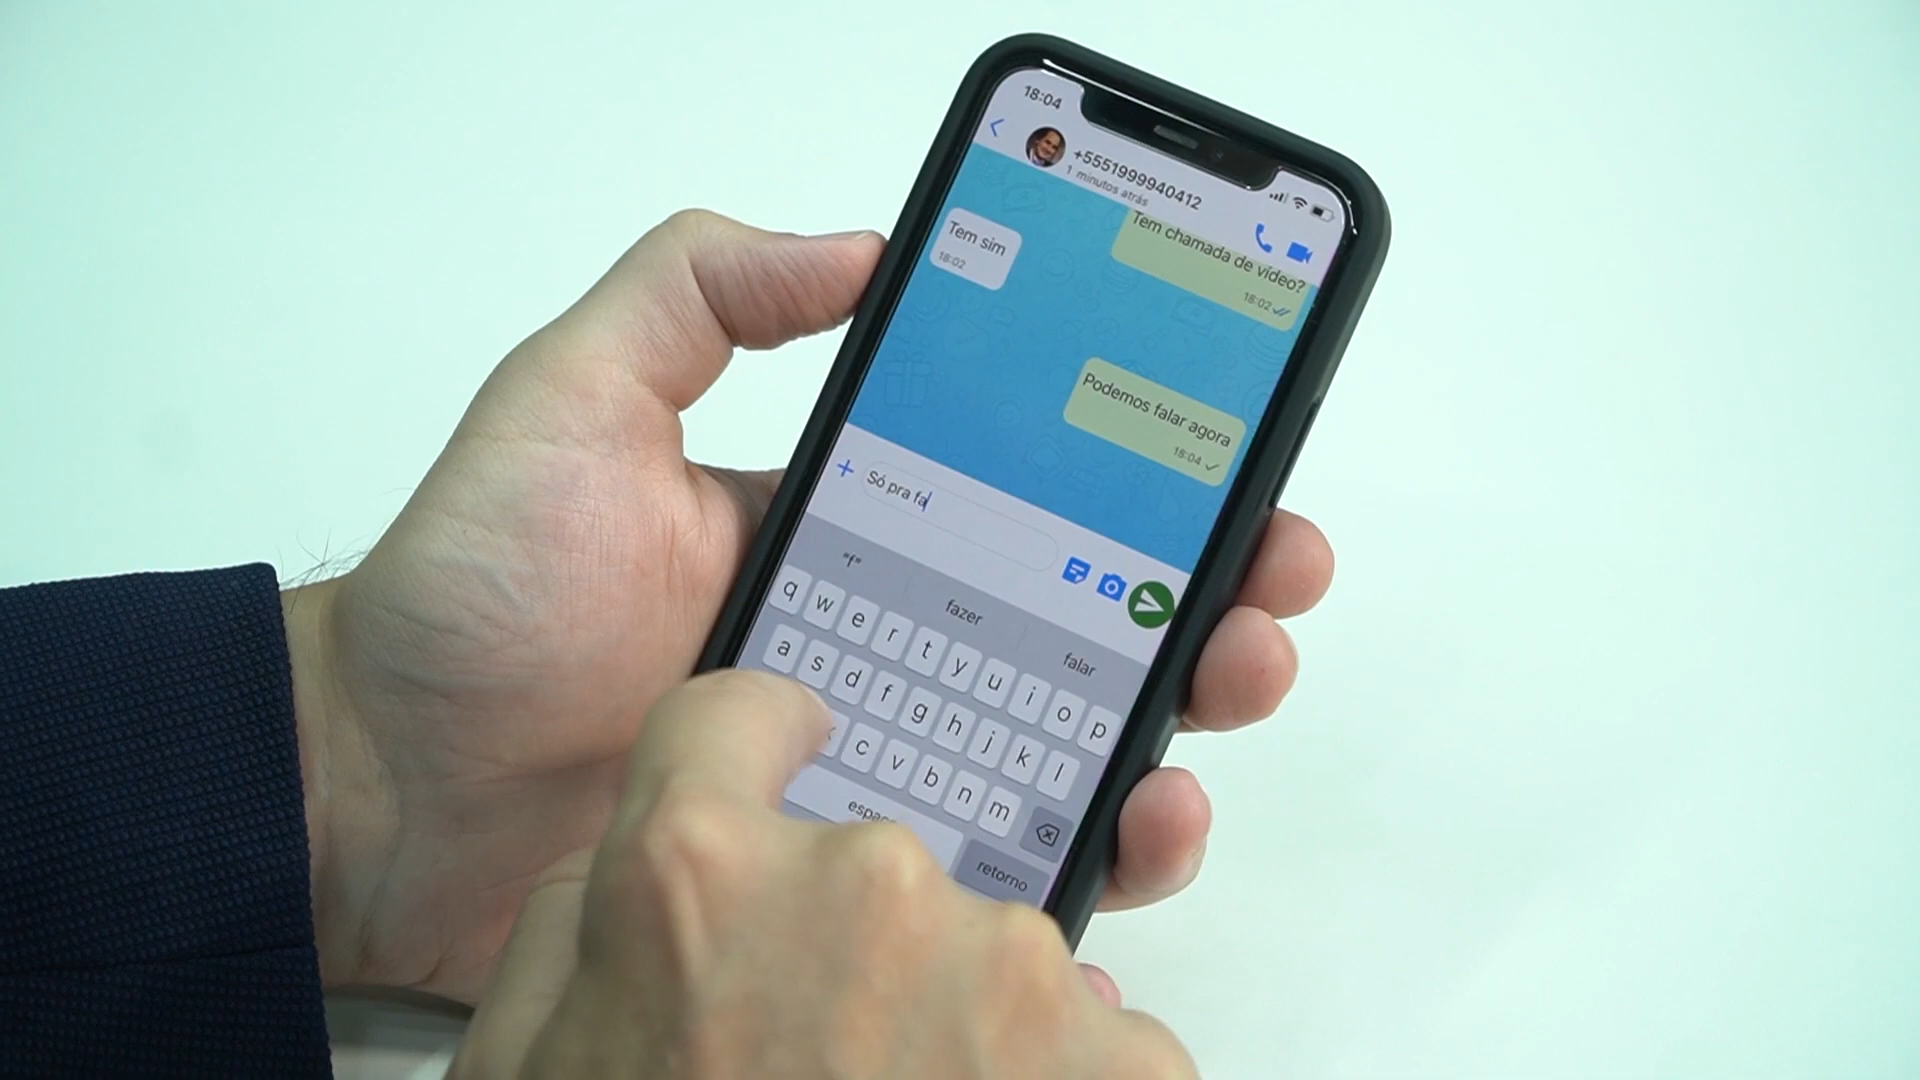 18:04
+5551999940412
1 minutos atrás
Tem chamada de vídeo?
18:02
Tem sim
18:02
Podemos falar agora
18:04
Só pra fa
"f" fazer falar
q w e r t y u i o p
a s d f g h j k l
c v b n m
retorno